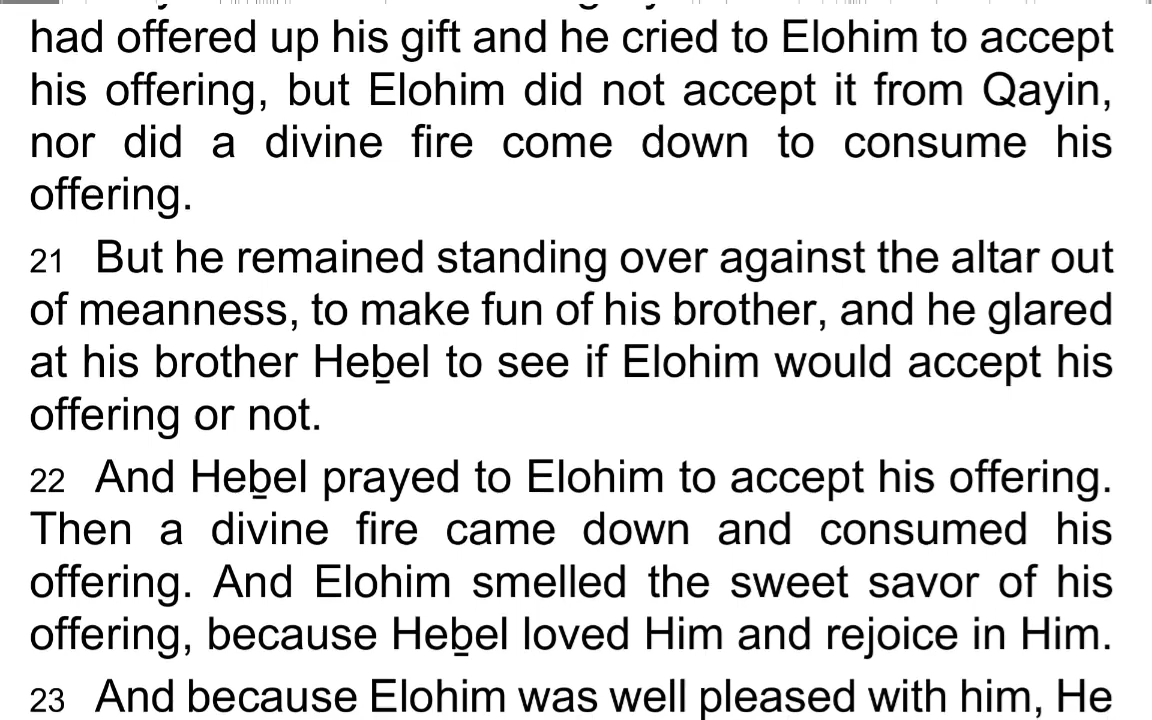 had offered up his gift and he cried to Elohim to accept
his offering, but Elohim did not accept it from Qayin,
nor did a divine fire come down to consume his
offering.
21 But he remained standing over against the altar out
of meanness, to make fun of his brother, and he glared
at his brother Heḇel to see if Elohim would accept his
offering or not.
22 And Heḇel prayed to Elohim to accept his offering.
Then a divine fire came down and consumed his
offering. And Elohim smelled the sweet savor of his
offering, because Heḇel loved Him and rejoice in Him.
23 And because Elohim was well pleased with him, He